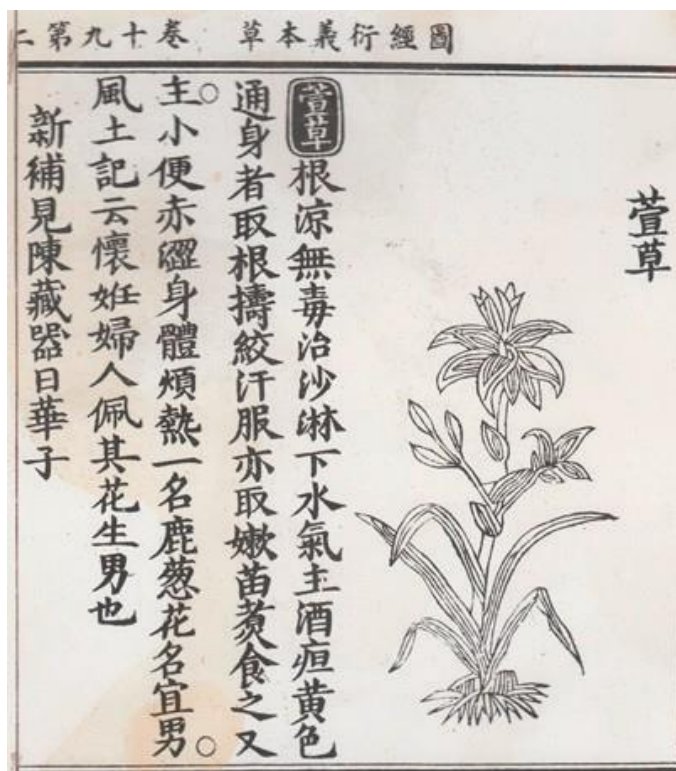 圖經衍義本草 卷十九第二
萱草
萱草根涼無毒治沙淋下水氣主酒疸黃色
通身者取根擣絞汁服亦取嫩苗煑食之又
主○小便赤澀身體煩熱一名鹿葱花名宜男○
風土記云懷姙婦人佩其花生男也
新補見陳藏器日華子